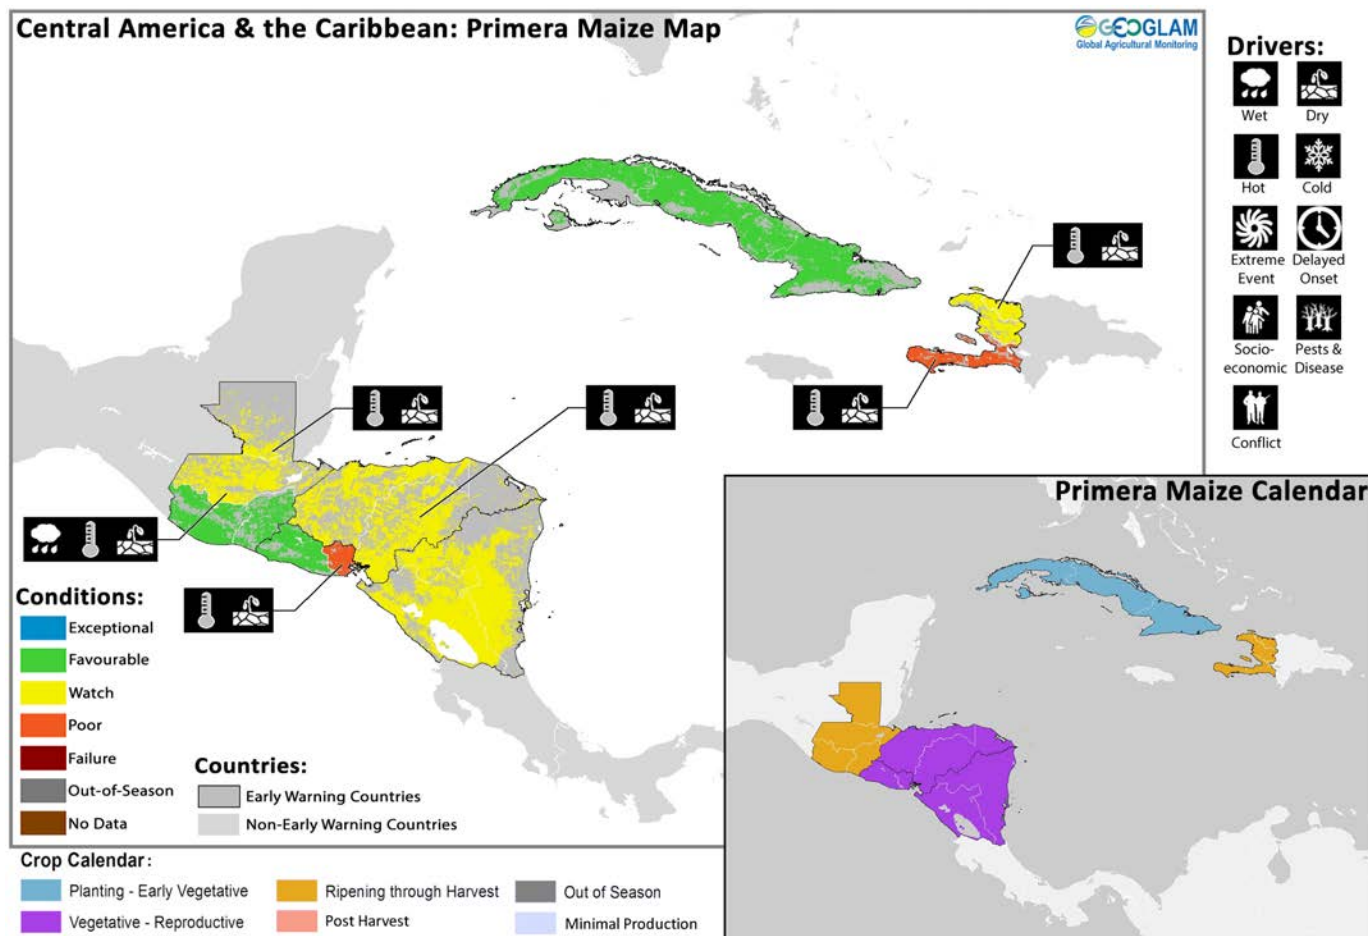 Central America & the Caribbean: Primera Maize Map
GEOGLAM
Global Agricultural Monitoring
Drivers:
Wet
Dry
Hot
Cold
Extreme
Event
Delayed
Onset
Socio-
economic
Pests &
Disease
Conflict
Conditions:
Exceptional
Favourable
Watch
Poor
Failure
Out-of-Season
No Data
Countries:
Early Warning Countries
Non-Early Warning Countries
Primera Maize Calendar
Crop Calendar:
Planting - Early Vegetative
Ripening through Harvest
Out of Season
Vegetative - Reproductive
Post Harvest
Minimal Production